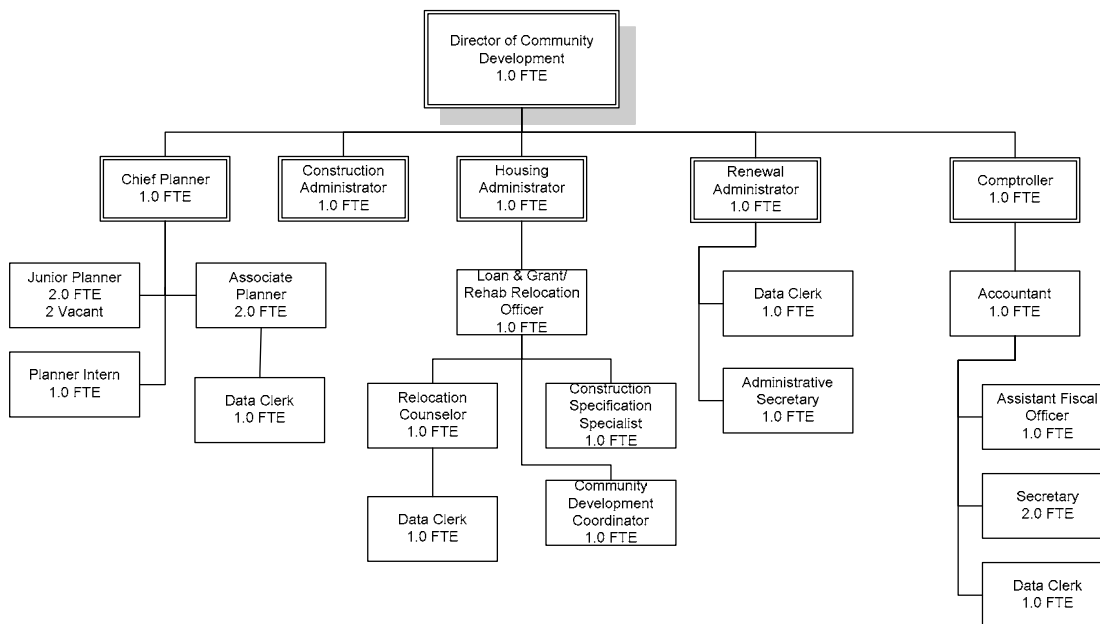 Director of Community
Development
1.0 FTE
Chief Planner
1.0 FTE
Construction
Administrator
1.0 FTE
Housing
Administrator
1.0 FTE
Renewal
Administrator
1.0 FTE
Comptroller
1.0 FTE
Junior Planner
2.0 FTE
2 Vacant
Associate
Planner
2.0 FTE
Planner Intern
1.0 FTE
Data Clerk
1.0 FTE
Loan & Grant/
Rehab Relocation
Officer
1.0 FTE
Relocation
Counselor
1.0 FTE
Construction
Specification
Specialist
1.0 FTE
Data Clerk
1.0 FTE
Community
Development
Coordinator
1.0 FTE
Data Clerk
1.0 FTE
Administrative
Secretary
1.0 FTE
Accountant
1.0 FTE
Assistant Fiscal
Officer
1.0 FTE
Secretary
2.0 FTE
Data Clerk
1.0 FTE